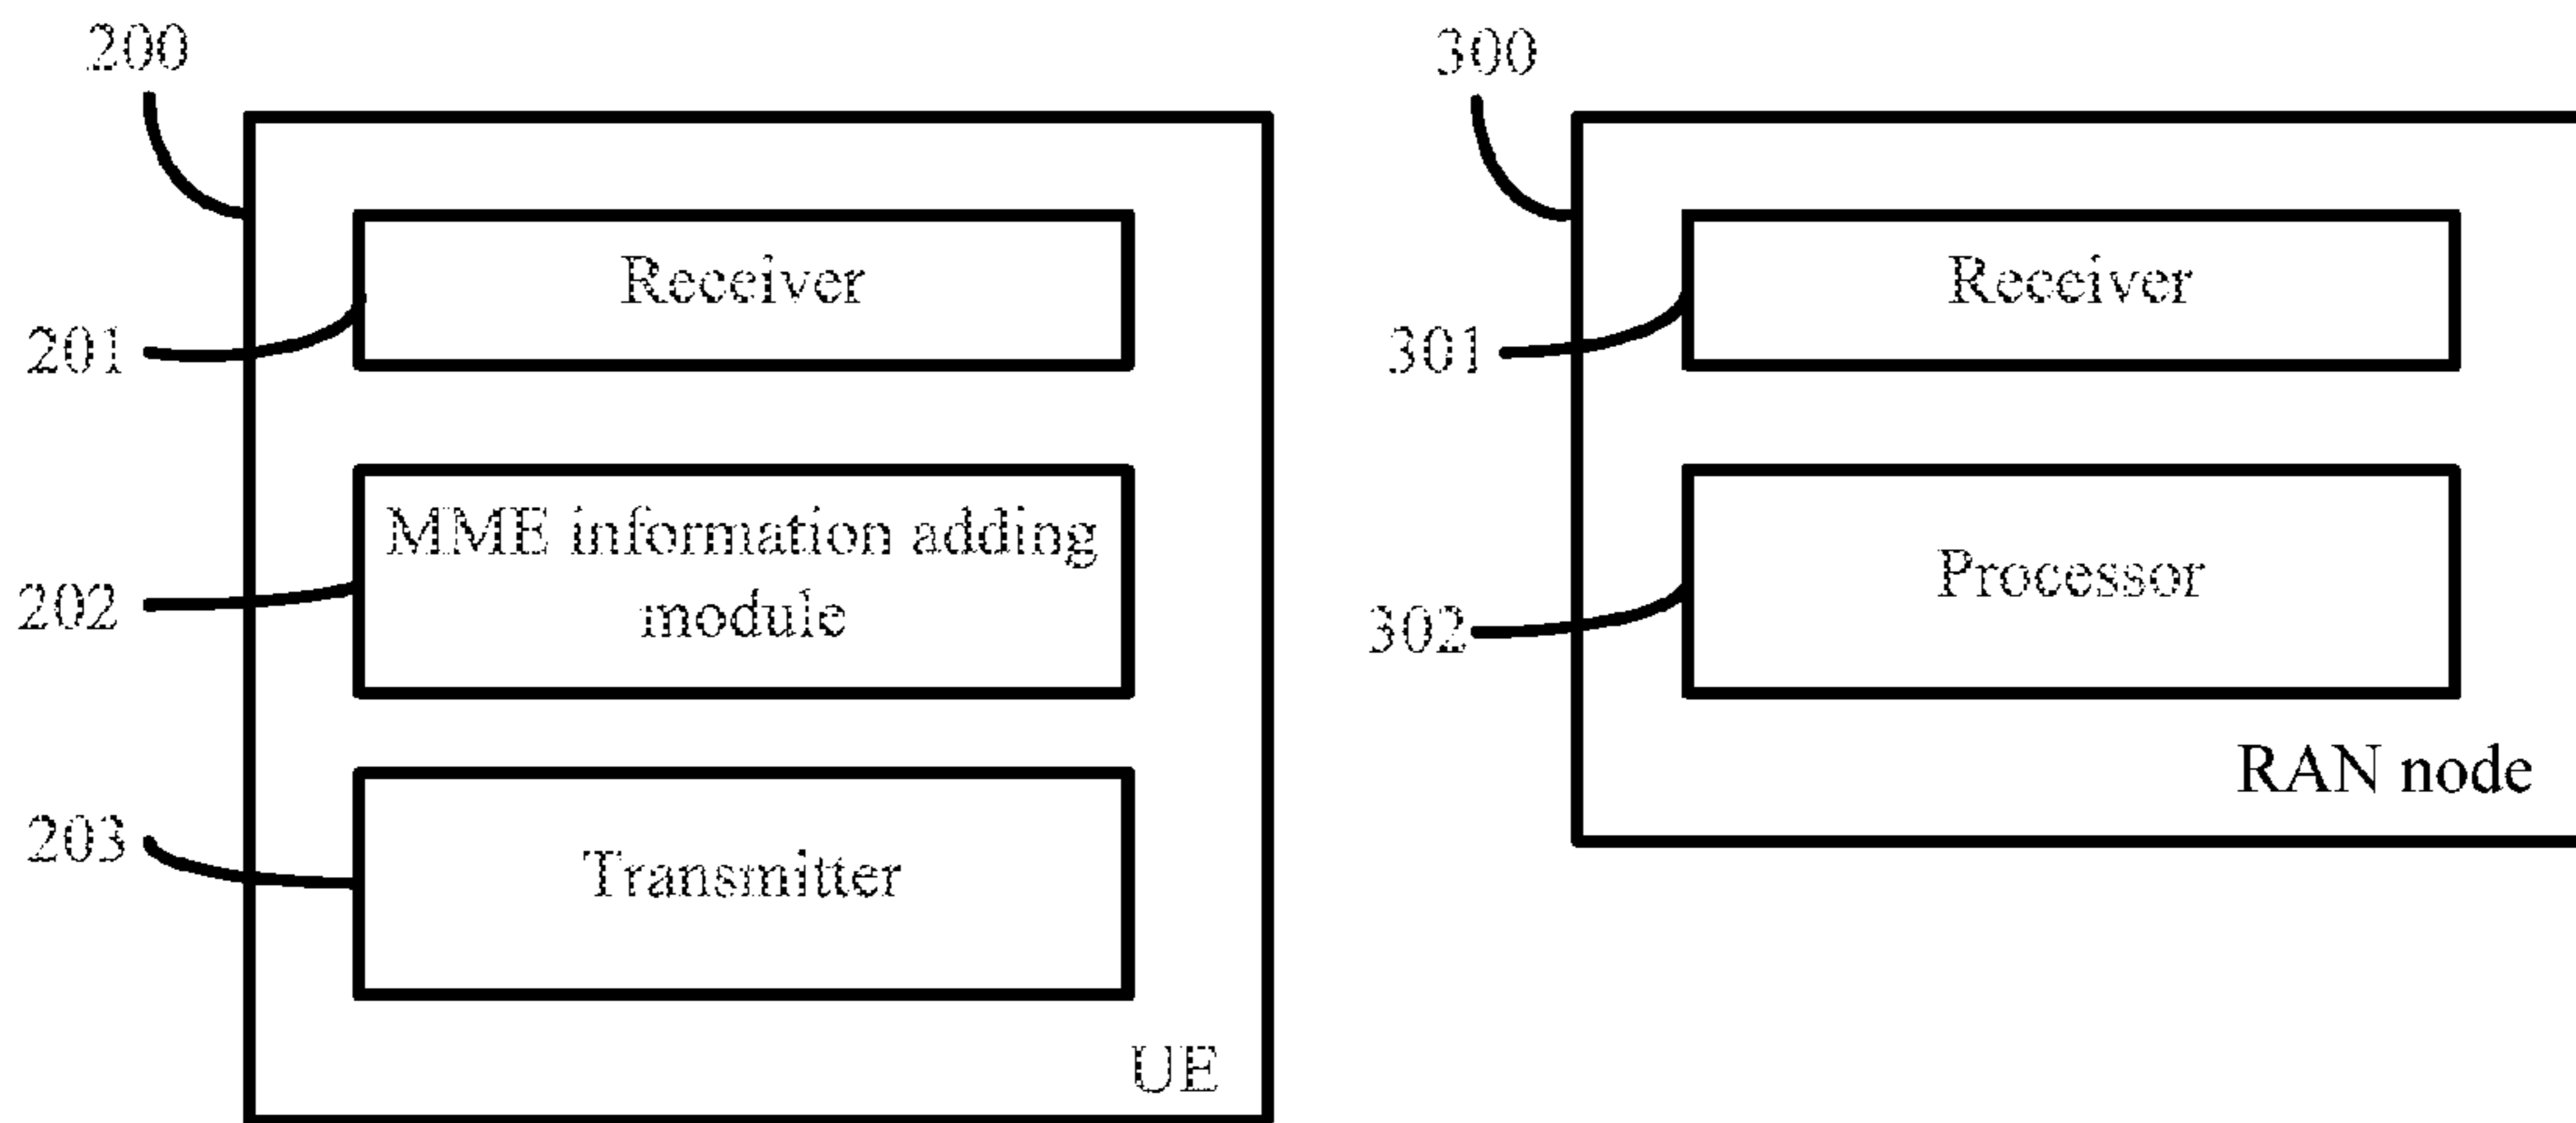 200
Receiver
201
MME information adding
module
202
203
Transmitter
UE
300
Receiver
301
Processor
302
RAN node